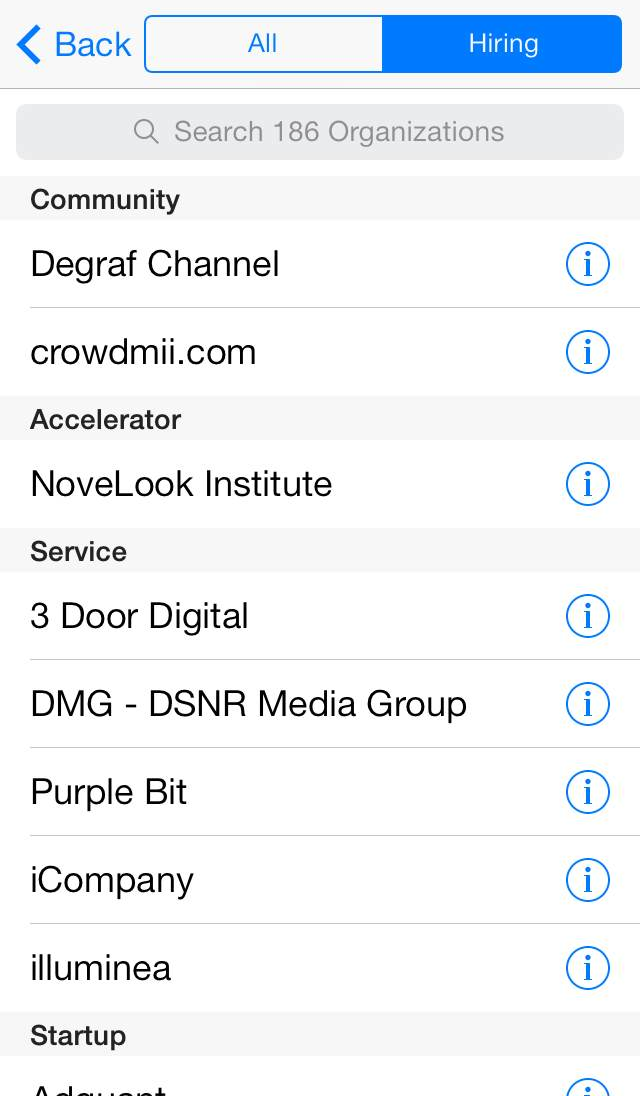 Back
All
Hiring
Search 186 Organizations
Community
Degraf Channel
crowdmii.com
Accelerator
NoveLook Institute
Service
3 Door Digital
DMG - DSNR Media Group
Purple Bit
iCompany
illuminea
Startup